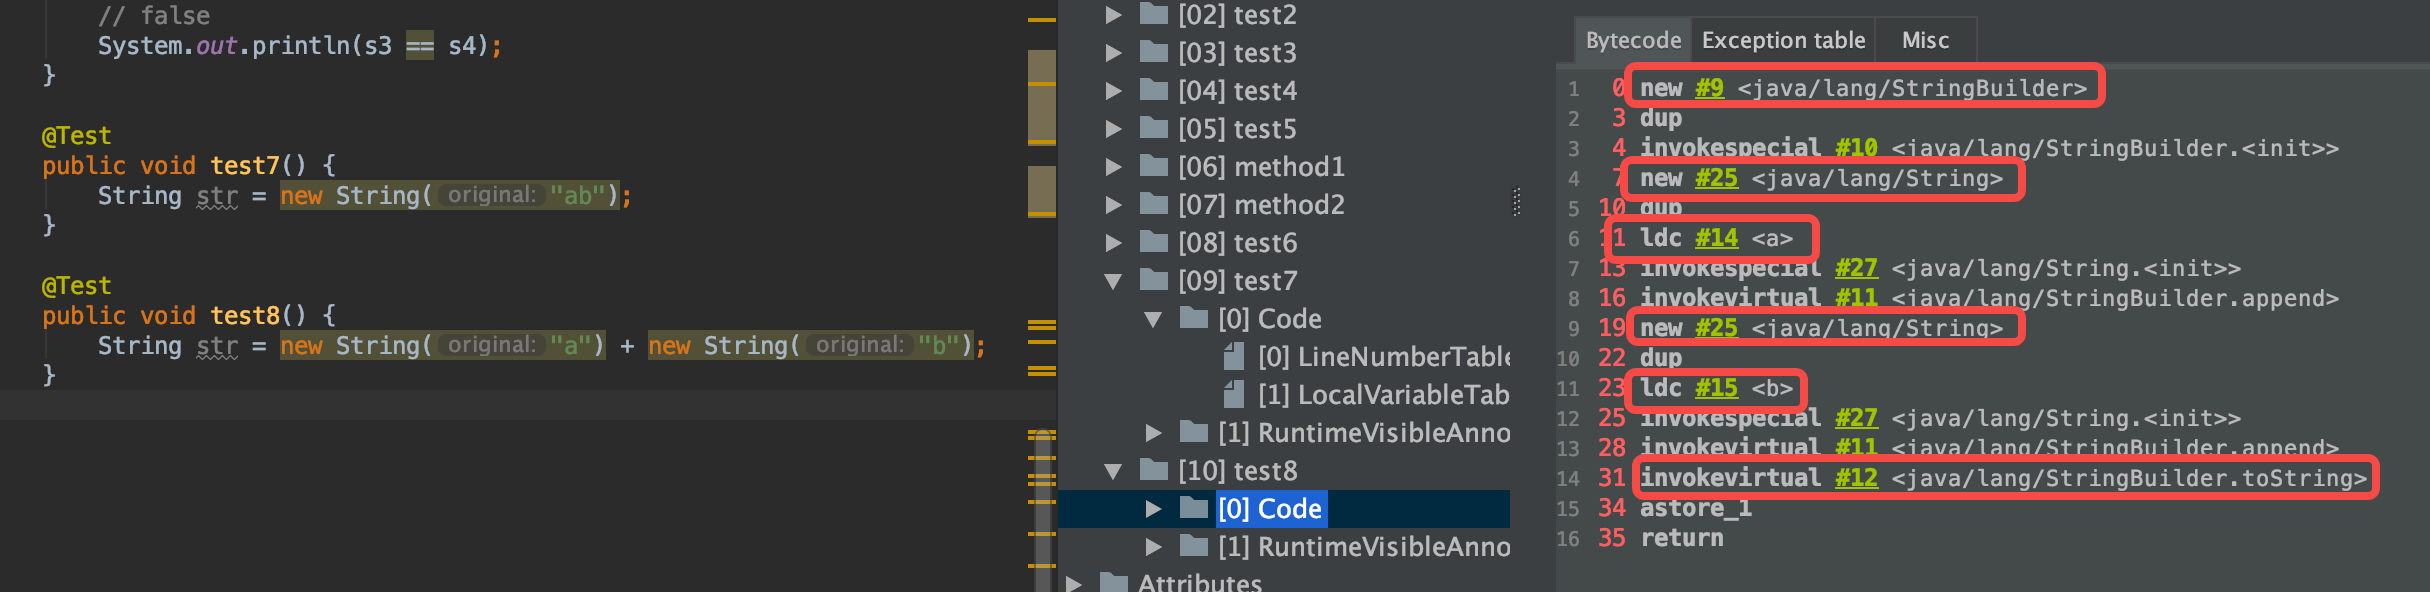 // false
System.out.println(s3 == s4);
}
@Test
public void test7() {
String str = new String( original: "ab");
}
@Test
public void test8() {
String str = new String( original: "a") + new String( original: "b");
}
[02] test2
[03] test3
[04] test4
[05] test5
[06] method1
[07] method2
[08] test6
[09] test7
[0] Code
[0] LineNumberTable
[1] LocalVariableTab
[1] RuntimeVisibleAnno
[10] test8
[0] Code
[1] RuntimeVisibleAnno
Attributes
Bytecode Exception table Misc
1 0 new #9 <java/lang/StringBuilder>
2 3 dup
3 4 invokespecial #10 <java/lang/StringBuilder.<init>>
4 7 new #25 <java/lang/String>
5 10 dup
6 11 ldc #14 <a>
7 13 invokespecial #27 <java/lang/String.<init>>
8 16 invokevirtual #11 <java/lang/StringBuilder.append>
9 19 new #25 <java/lang/String>
10 22 dup
11 23 ldc #15 <b>
12 25 invokespecial #27 <java/lang/String.<init>>
13 28 invokevirtual #11 <java/lang/StringBuilder.append>
14 31 invokevirtual #12 <java/lang/StringBuilder.toString>
15 34 astore_1
16 35 return